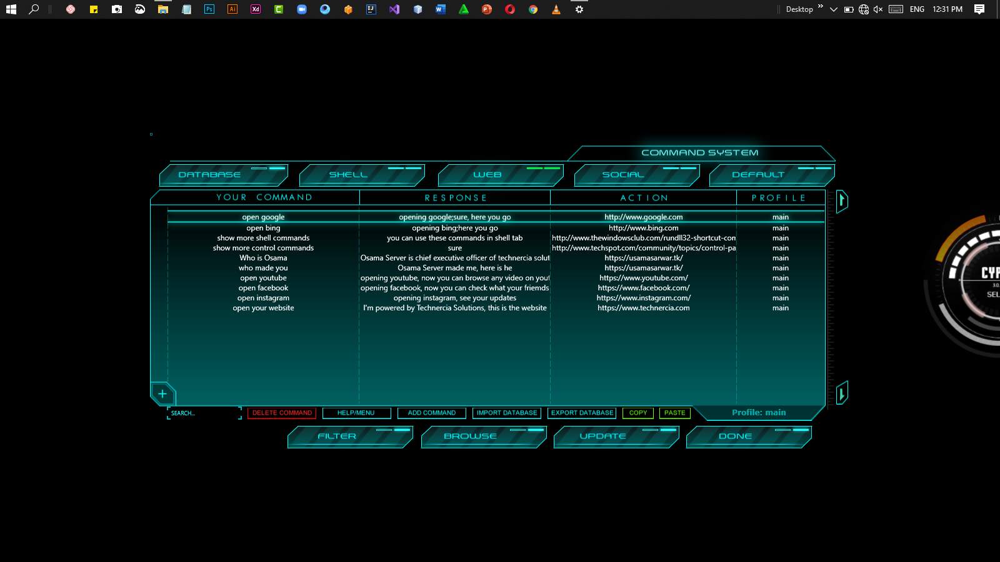 Ps Ai Xd C IJ W P Desktop » ENG 12:31 PM
COMMAND SYSTEM
DATABASE SHELL WEB SOCIAL DEFAULT
YOUR COMMAND RESPONSE ACTION PROFILE
open google opening google;sure, here you go http://www.google.com main
open bing opening bing;here you go http://www.bing.com main
show more shell commands you can use these commands in shell tab http://www.thewindowsclub.com/rundll32-shortcut-con main
show more control commands sure http://www.techspot.com/community/topics/control-pa main
Who is Osama Osama Server is chief executive officer of technercia solut https://usamasarwar.tk/ main
who made you Osama Server made me, here is he https://usamasarwar.tk/ main
open youtube opening youtube, now you can browse any video on yout https://www.youtube.com/ main
open facebook opening facebook, now you can check what your friemds https://www.facebook.com/ main
open instagram opening instagram, see your updates https://www.instagram.com/ main
open your website I'm powered by Technercia Solutions, this is the website https://www.technercia.com main
CYP
3.0.
SEL
+
SEARCH... DELETE COMMAND HELP/MENU ADD COMMAND IMPORT DATABASE EXPORT DATABASE COPY PASTE Profile: main
FILTER BROWSE UPDATE DONE